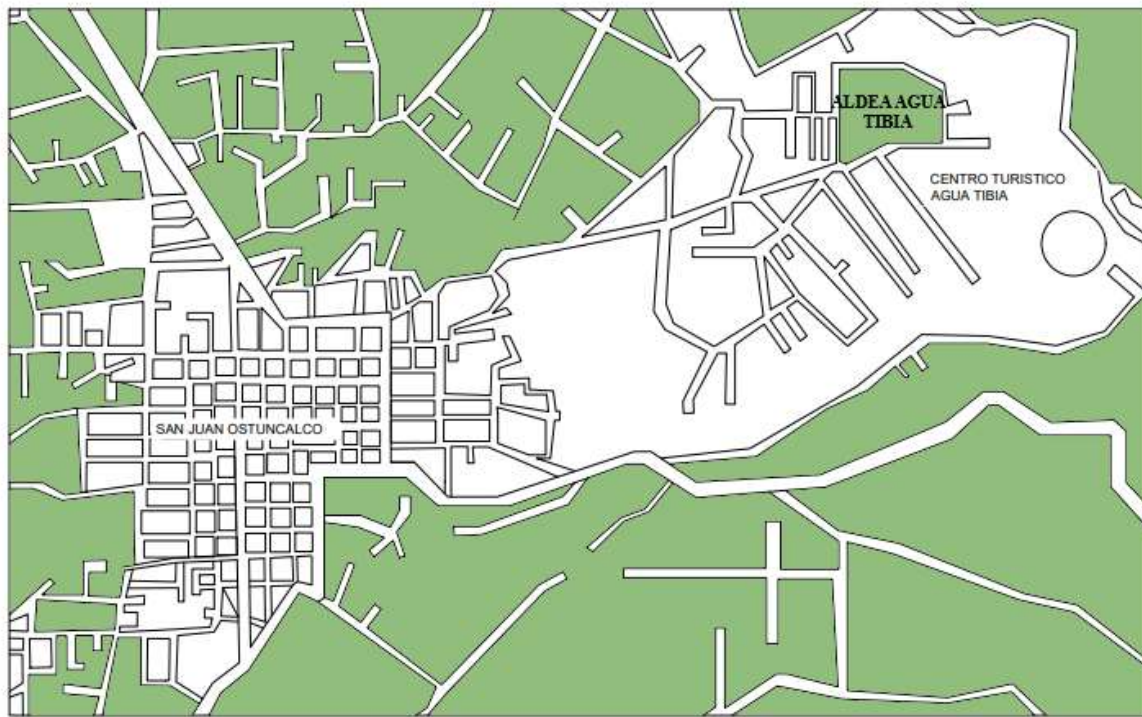 ALDEA AGUA
TIBIA
CENTRO TURISTICO
AGUA TIBIA
SAN JUAN OSTUNCALCO